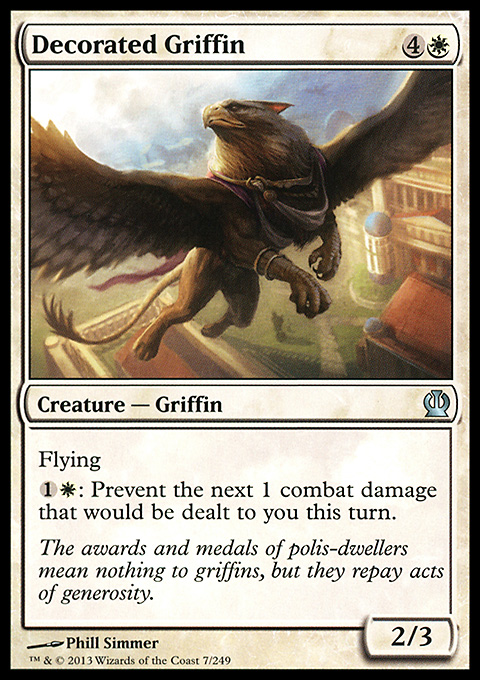 Decorated Griffin 4
Creature — Griffin
Flying
1 : Prevent the next 1 combat damage
that would be dealt to you this turn.
The awards and medals of polis-dwellers
mean nothing to griffins, but they repay acts
of generosity.
Phill Simmer
2/3
™ & © 2013 Wizards of the Coast 7/249